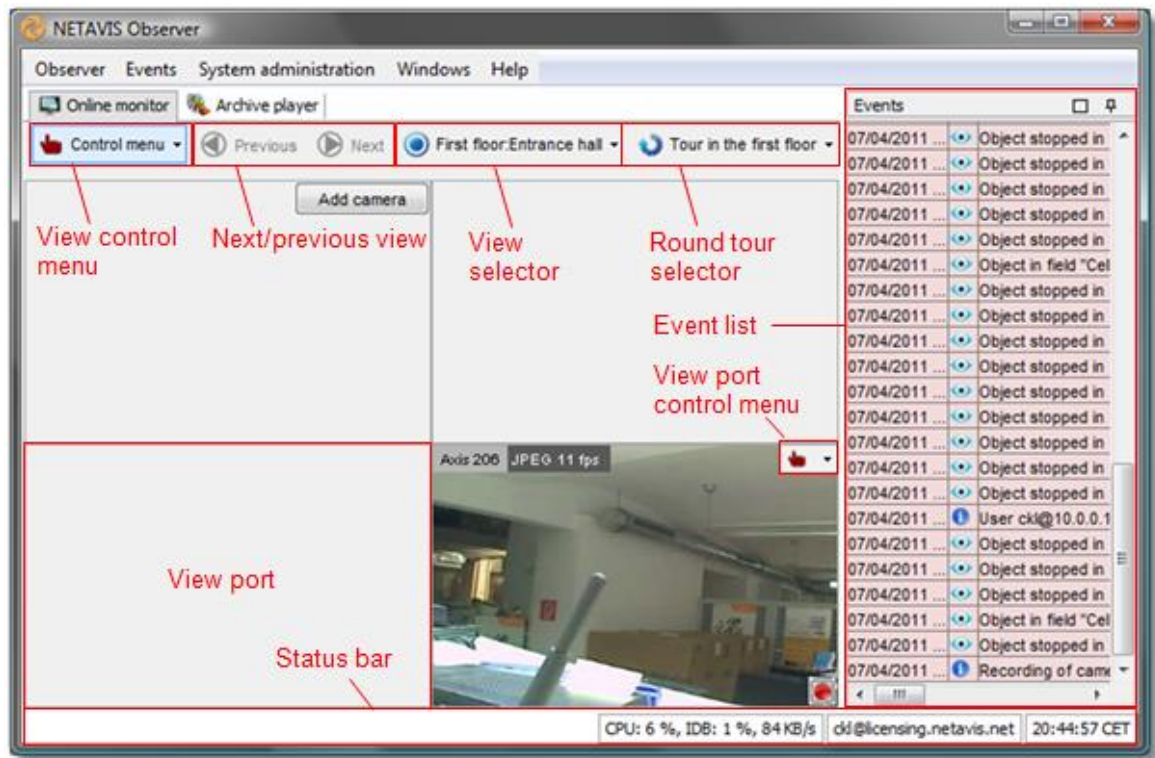 NETAVIS Observer
Observer Events System administration Windows Help
Online monitor Archive player
Events
Control menu Previous Next First floor:Entrance hall Tour in the first floor
Add camera
View control menu
Next/previous view
View selector
Round tour selector
Event list
View port control menu
Axis 206 JPEG 11 fps
View port
Status bar
07/04/2011 ... Object stopped in
07/04/2011 ... Object stopped in
07/04/2011 ... Object stopped in
07/04/2011 ... Object stopped in
07/04/2011 ... Object stopped in
07/04/2011 ... Object in field "Cel
07/04/2011 ... Object stopped in
07/04/2011 ... Object stopped in
07/04/2011 ... Object stopped in
07/04/2011 ... Object stopped in
07/04/2011 ... Object stopped in
07/04/2011 ... Object stopped in
07/04/2011 ... Object stopped in
07/04/2011 ... Object stopped in
07/04/2011 ... Object stopped in
07/04/2011 ... User ckl@10.0.0.1
07/04/2011 ... Object stopped in
07/04/2011 ... Object stopped in
07/04/2011 ... Object stopped in
07/04/2011 ... Object in field "Cel
07/04/2011 ... Object stopped in
07/04/2011 ... Recording of came
CPU: 6 %, IDB: 1 %, 84 KB/s ckl@licensing.netavis.net 20:44:57 CET